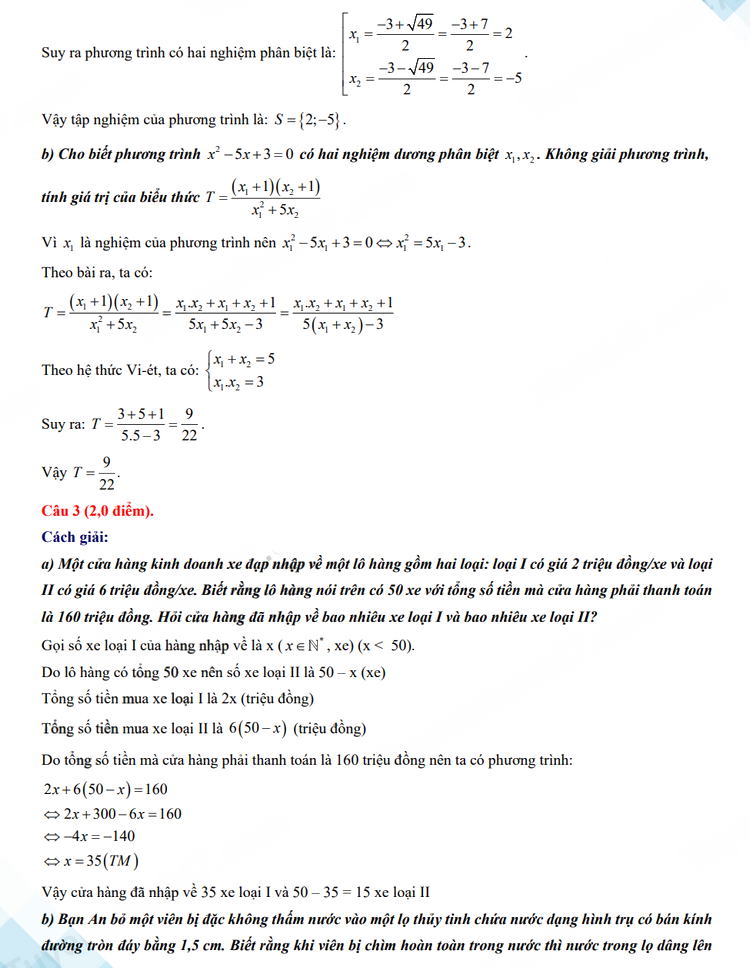 Suy ra phương trình có hai nghiệm phân biệt là: [x₁ = (−3+√49)/2 = (−3+7)/2 = 2
x₂ = (−3−√49)/2 = (−3−7)/2 = −5 .
Vậy tập nghiệm của phương trình là: S = {2;−5}.
b) Cho biết phương trình x² − 5x + 3 = 0 có hai nghiệm dương phân biệt x₁, x₂. Không giải phương trình,
tính giá trị của biểu thức T = (x₁+1)(x₂+1)/(x₁² + 5x₂)
Vì x₁ là nghiệm của phương trình nên x₁² − 5x₁ + 3 = 0 ⇔ x₁² = 5x₁ − 3.
Theo bài ra, ta có:
T = (x₁+1)(x₂+1)/(x₁² + 5x₂) = (x₁.x₂ + x₁ + x₂ + 1)/(5x₁ + 5x₂ − 3) = (x₁.x₂ + x₁ + x₂ + 1)/(5(x₁ + x₂) − 3)
Theo hệ thức Vi-ét, ta có: {x₁ + x₂ = 5
x₁.x₂ = 3
Suy ra: T = (3+5+1)/(5.5−3) = 9/22 .
Vậy T = 9/22.
Câu 3 (2,0 điểm).
Cách giải:
a) Một cửa hàng kinh doanh xe đạp nhập về một lô hàng gồm hai loại: loại I có giá 2 triệu đồng/xe và loại
II có giá 6 triệu đồng/xe. Biết rằng lô hàng nói trên có 50 xe với tổng số tiền mà cửa hàng phải thanh toán
là 160 triệu đồng. Hỏi cửa hàng đã nhập về bao nhiêu xe loại I và bao nhiêu xe loại II?
Gọi số xe loại I của hàng nhập về là x (x ∈ ℕ*, xe) (x < 50).
Do lô hàng có tổng 50 xe nên số xe loại II là 50 – x (xe)
Tổng số tiền mua xe loại I là 2x (triệu đồng)
Tổng số tiền mua xe loại II là 6(50 − x) (triệu đồng)
Do tổng số tiền mà cửa hàng phải thanh toán là 160 triệu đồng nên ta có phương trình:
2x + 6(50 − x) = 160
⇔ 2x + 300 − 6x = 160
⇔ −4x = −140
⇔ x = 35(TM)
Vậy cửa hàng đã nhập về 35 xe loại I và 50 – 35 = 15 xe loại II
b) Bạn An bỏ một viên bị đặc không thấm nước vào một lọ thủy tinh chứa nước dạng hình trụ có bán kính
đường tròn đáy bằng 1,5 cm. Biết rằng khi viên bị chìm hoàn toàn trong nước thì nước trong lọ dâng lên